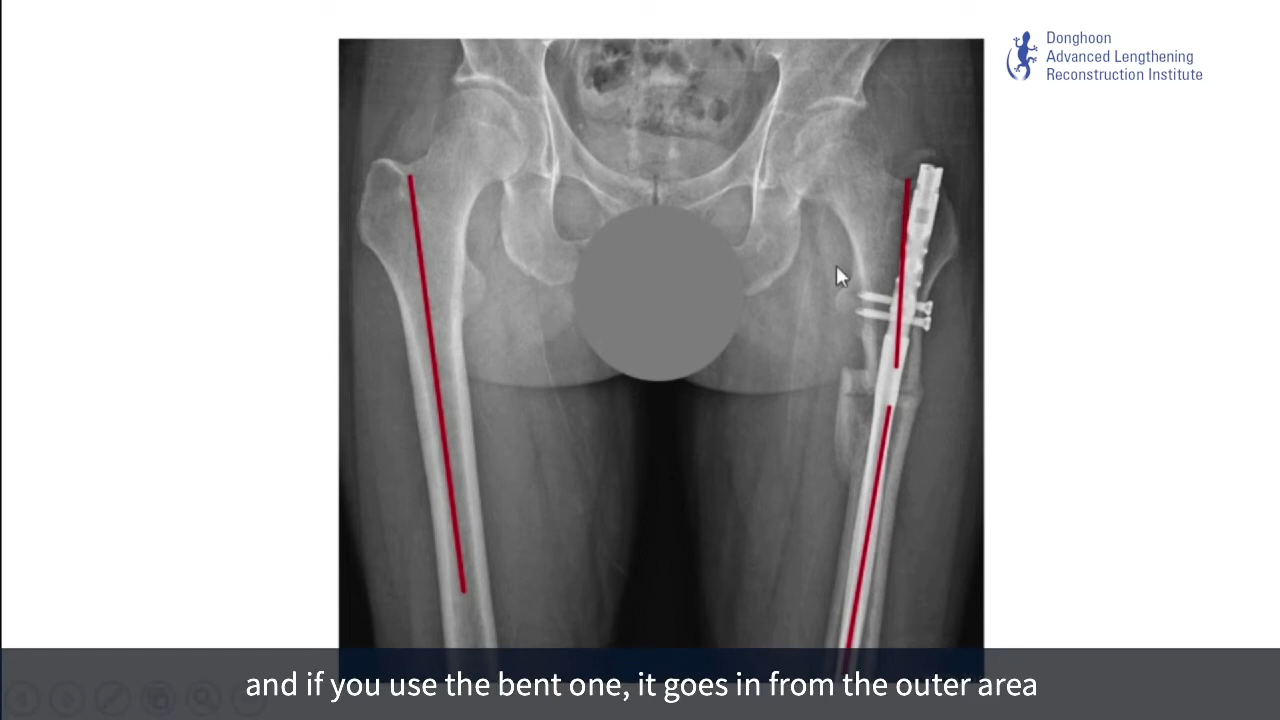 Donghoon
Advanced Lengthening
Reconstruction Institute
and if you use the bent one, it goes in from the outer area